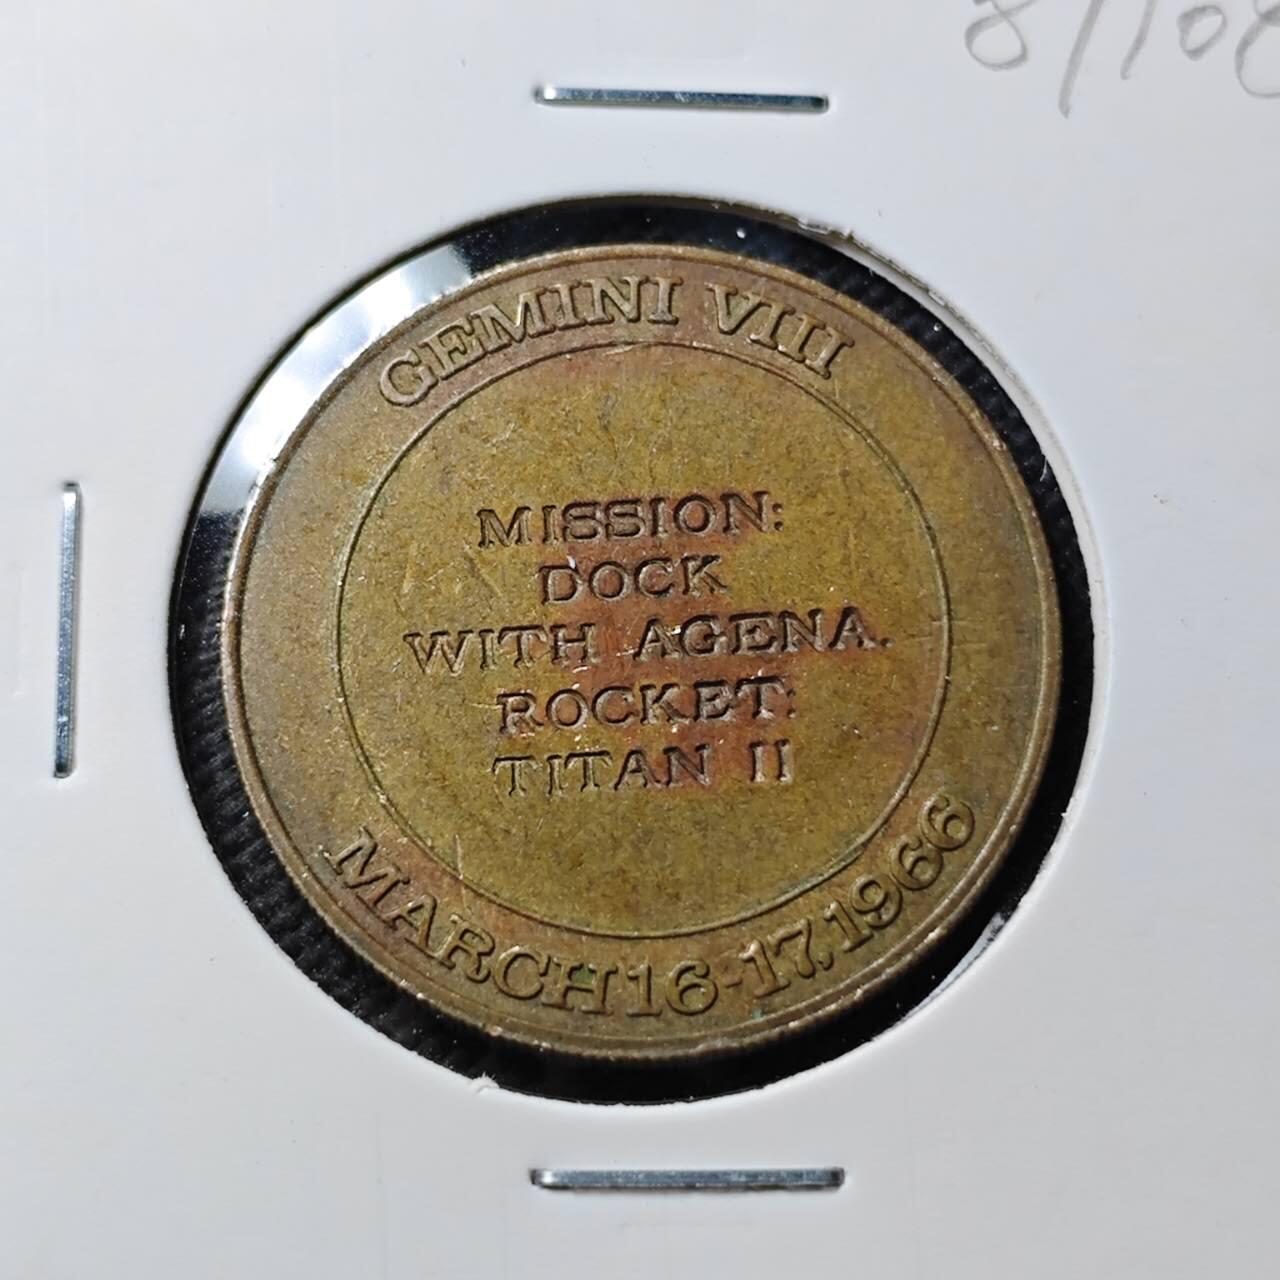 GEMINI VIII
MISSION:
DOCK
WITH AGENA.
ROCKET:
TITAN II
MARCH 16-17, 1966